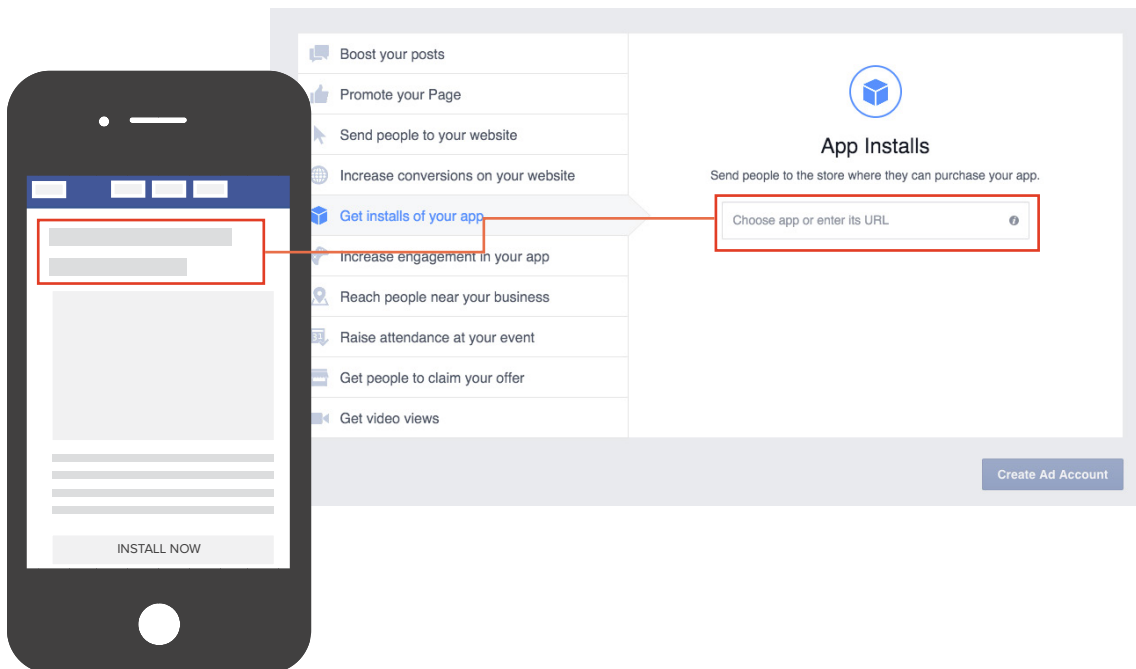 Boost your posts
Promote your Page
Send people to your website
Increase conversions on your website
Get installs of your app
Increase engagement in your app
Reach people near your business
31
Raise attendance at your event
Get people to claim your offer
Get video views
App Installs
Send people to the store where they can purchase your app.
Choose app or enter its URL
i
Create Ad Account
INSTALL NOW